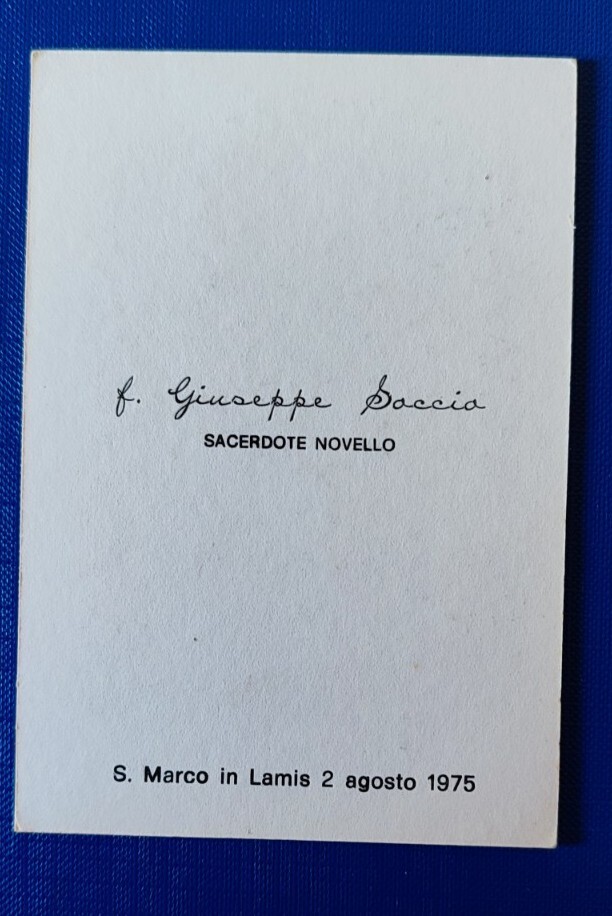 f. Giuseppe Soccio
SACERDOTE NOVELLO
S. Marco in Lamis 2 agosto 1975